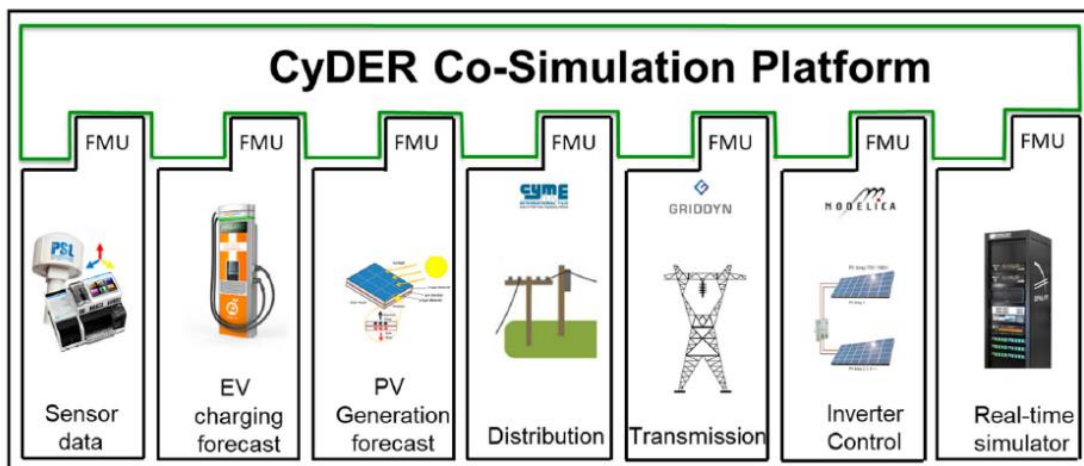 CyDER Co-Simulation Platform
FMU
FMU
FMU
FMU
FMU
FMU
FMU
CYME
INTERNATIONAL T&D
GRIDDYN
MODELICA
PSL
Sensor
data
EV
charging
forecast
PV
Generation
forecast
Distribution
Transmission
Inverter
Control
Real-time
simulator